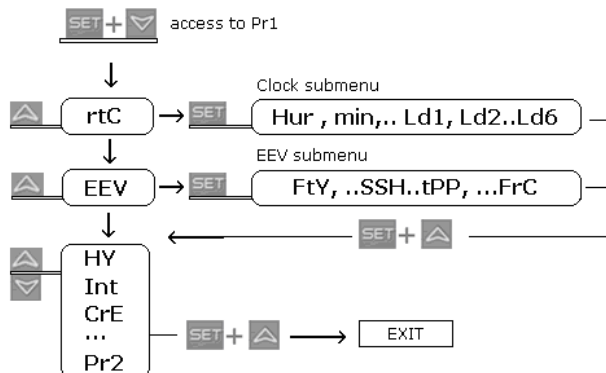 SET + access to Pr1
Clock submenu
rtC SET Hur , min,.. Ld1, Ld2..Ld6
EEV submenu
EEV SET FtY, ..SSH..tPP, ...FrC
SET +
HY
Int
CrE
...
Pr2
SET + EXIT